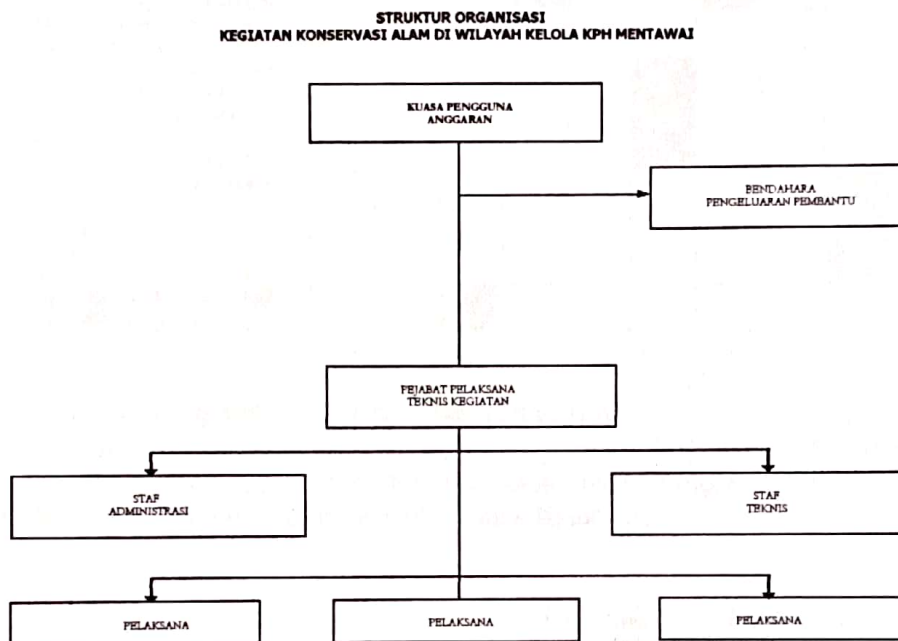 STRUKTUR ORGANISASI
KEGIATAN KONSERVASI ALAM DI WILAYAH KELOLA KPH MENTAWAI
KUASA PENGGUNA
ANGGARAN
BENDAHARA
PENGELUARAN PEMBANTU
PEJABAT PELAKSANA
TEKNIS KEGIATAN
STAF
ADMINISTRASI
STAF
TEKNIS
PELAKSANA
PELAKSANA
PELAKSANA